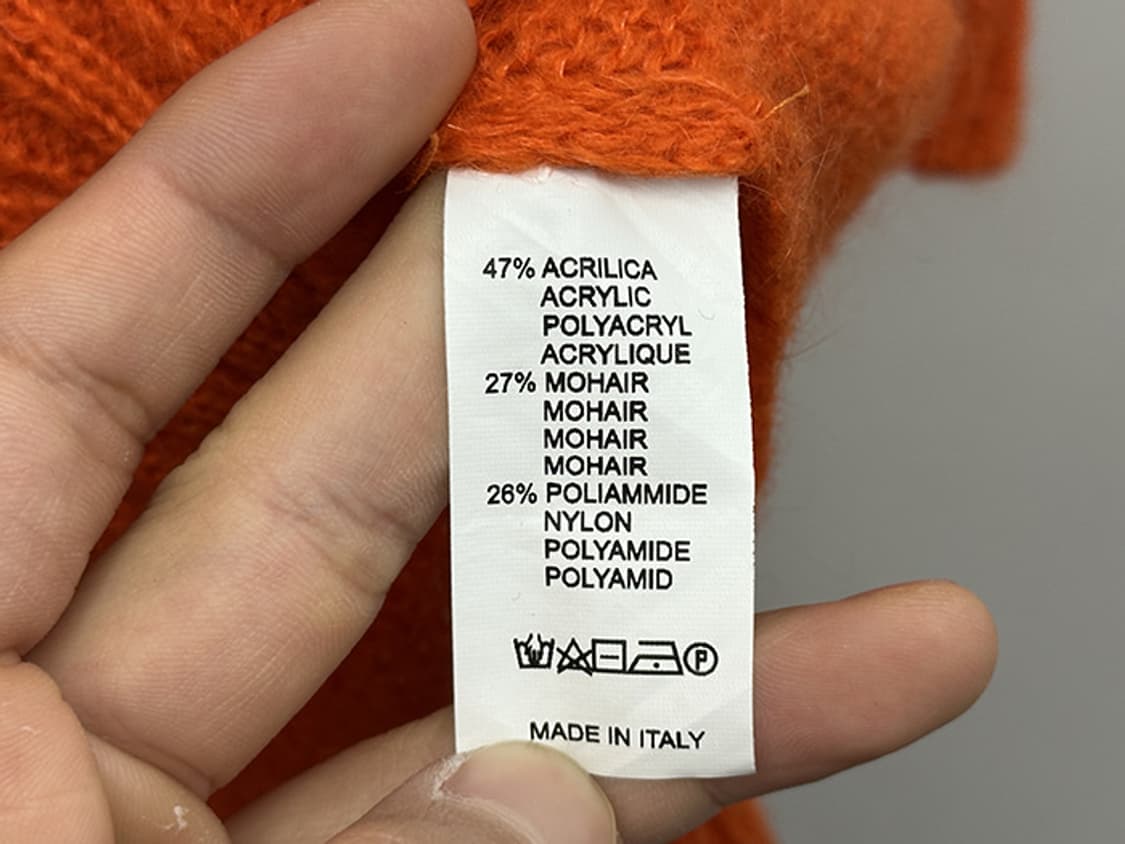 47% ACRILICA
ACRYLIC
POLYACRYL
ACRYLIQUE
27% MOHAIR
MOHAIR
MOHAIR
MOHAIR
26% POLIAMMIDE
NYLON
POLYAMIDE
POLYAMID
P
MADE IN ITALY